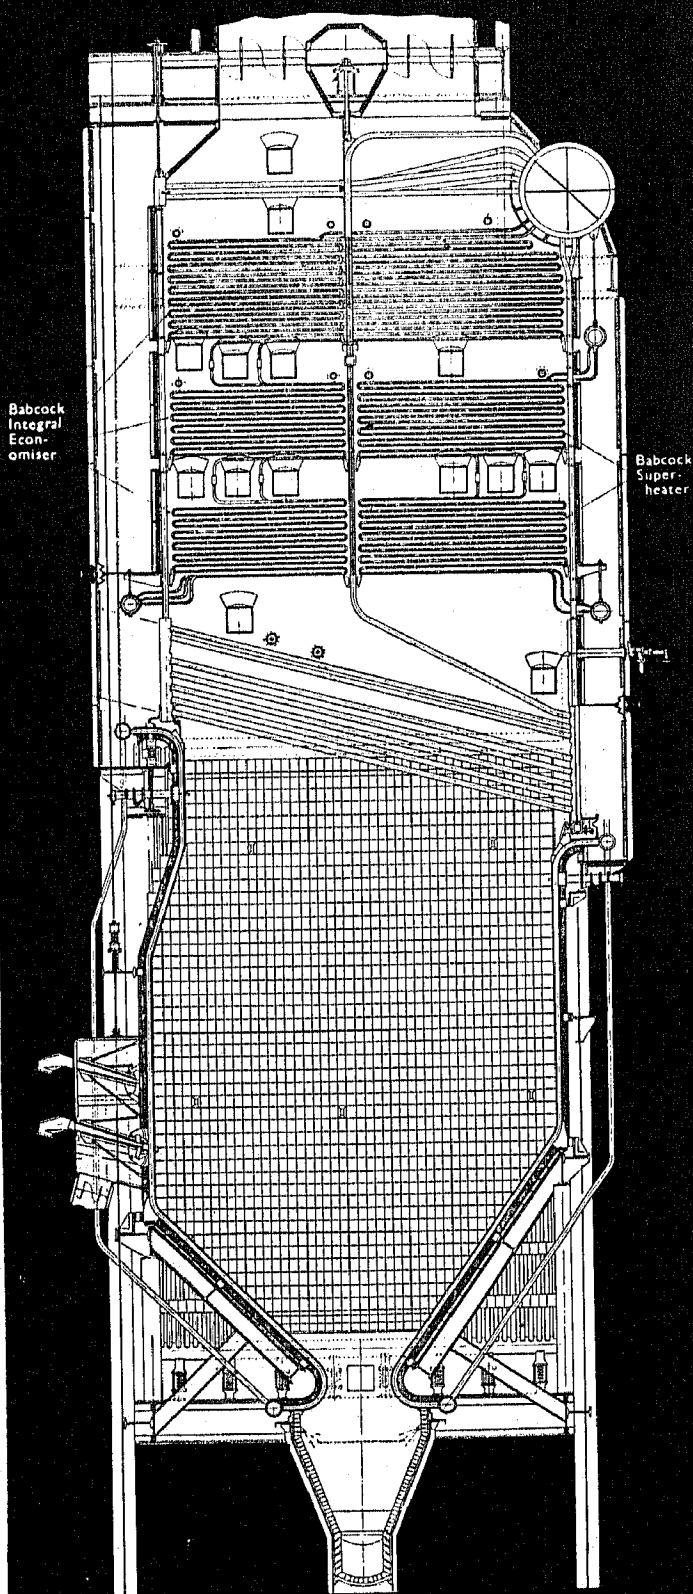 Babcock
Integral
Econ-
omiser
Babcock
Super-
heater